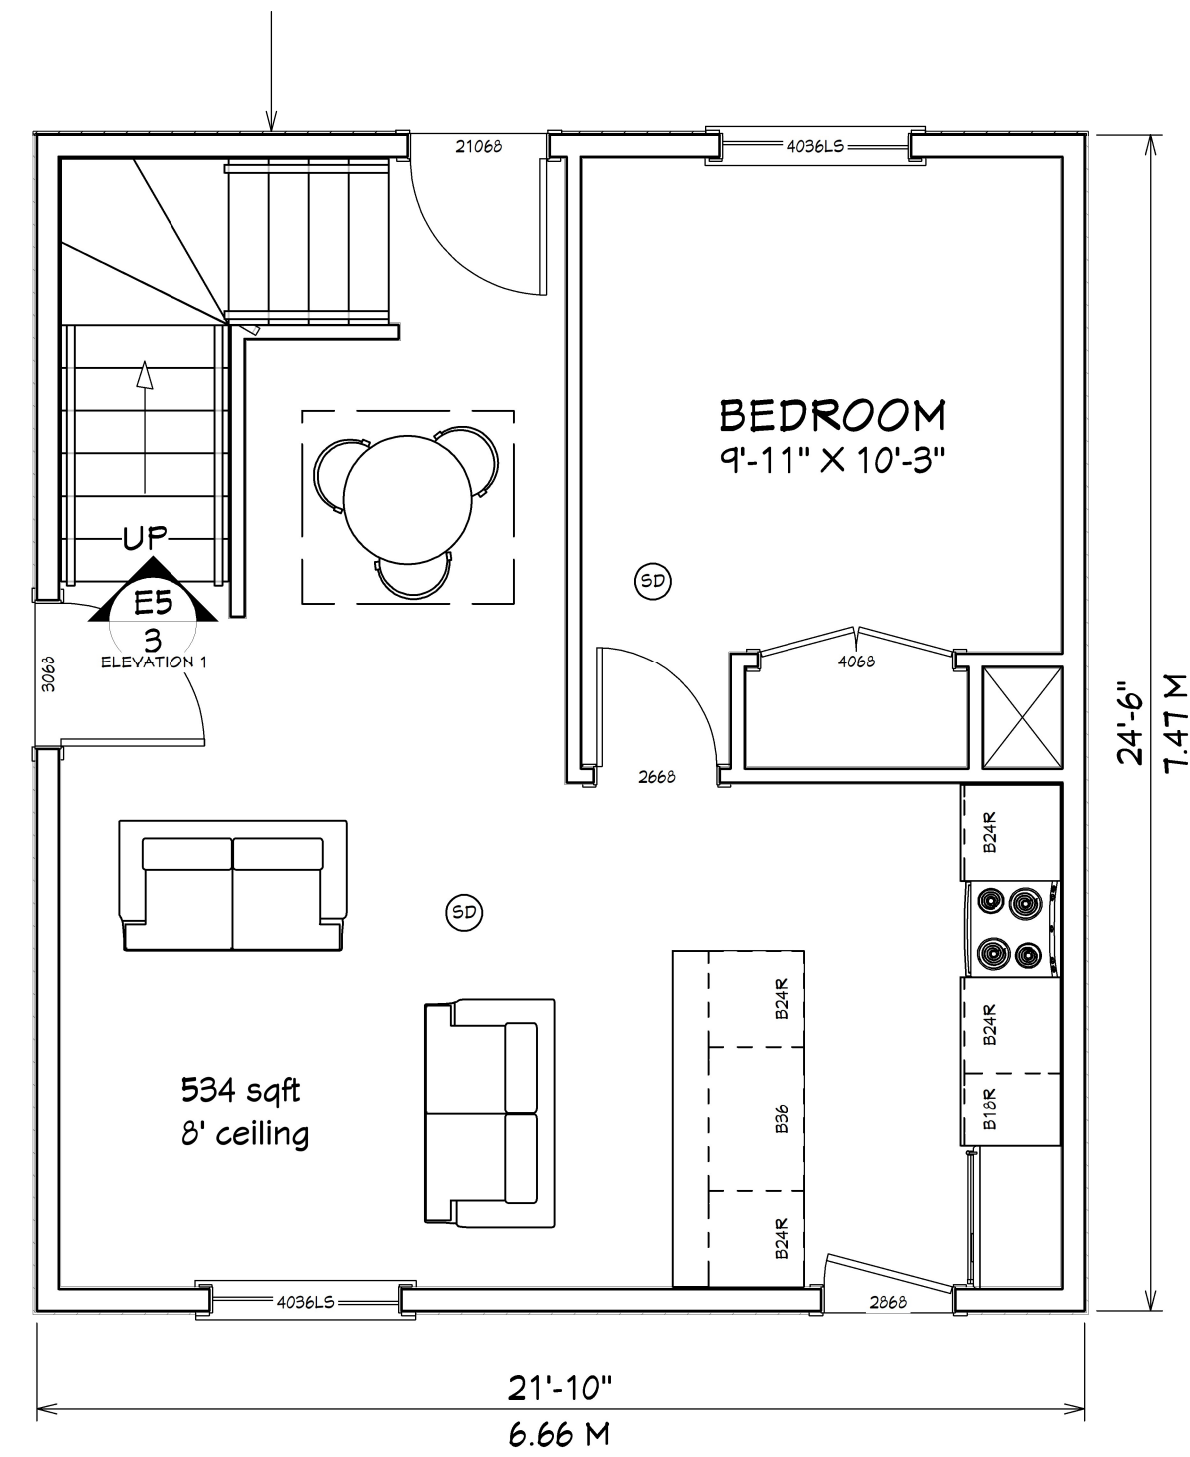 21068
4036LS
BEDROOM
9'-11" X 10'-3"
UP
E5
3
ELEVATION 1
3068
SD
4068
2668
24'-6"
7.47 M
B24R
SD
B24R
B24R
B18R
B36
B24R
534 sqft
8' ceiling
4036LS
2868
21'-10"
6.66 M